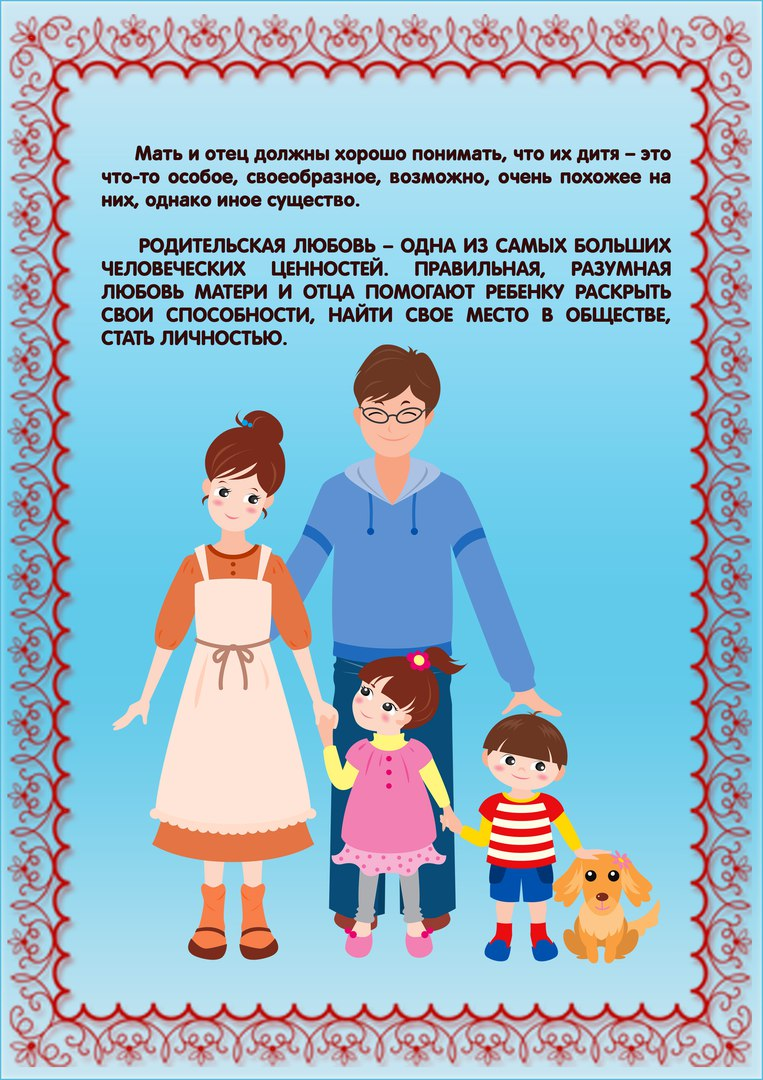 Мать и отец должны хорошо понимать, что их дитя – это
что-то особое, своеобразное, возможно, очень похожее на
них, однако иное существо.
РОДИТЕЛЬСКАЯ ЛЮБОВЬ – ОДНА ИЗ САМЫХ БОЛЬШИХ
ЧЕЛОВЕЧЕСКИХ ЦЕННОСТЕЙ. ПРАВИЛЬНАЯ, РАЗУМНАЯ
ЛЮБОВЬ МАТЕРИ И ОТЦА ПОМОГАЮТ РЕБЕНКУ РАСКРЫТЬ
СВОИ СПОСОБНОСТИ, НАЙТИ СВОЕ МЕСТО В ОБЩЕСТВЕ,
СТАТЬ ЛИЧНОСТЬЮ.